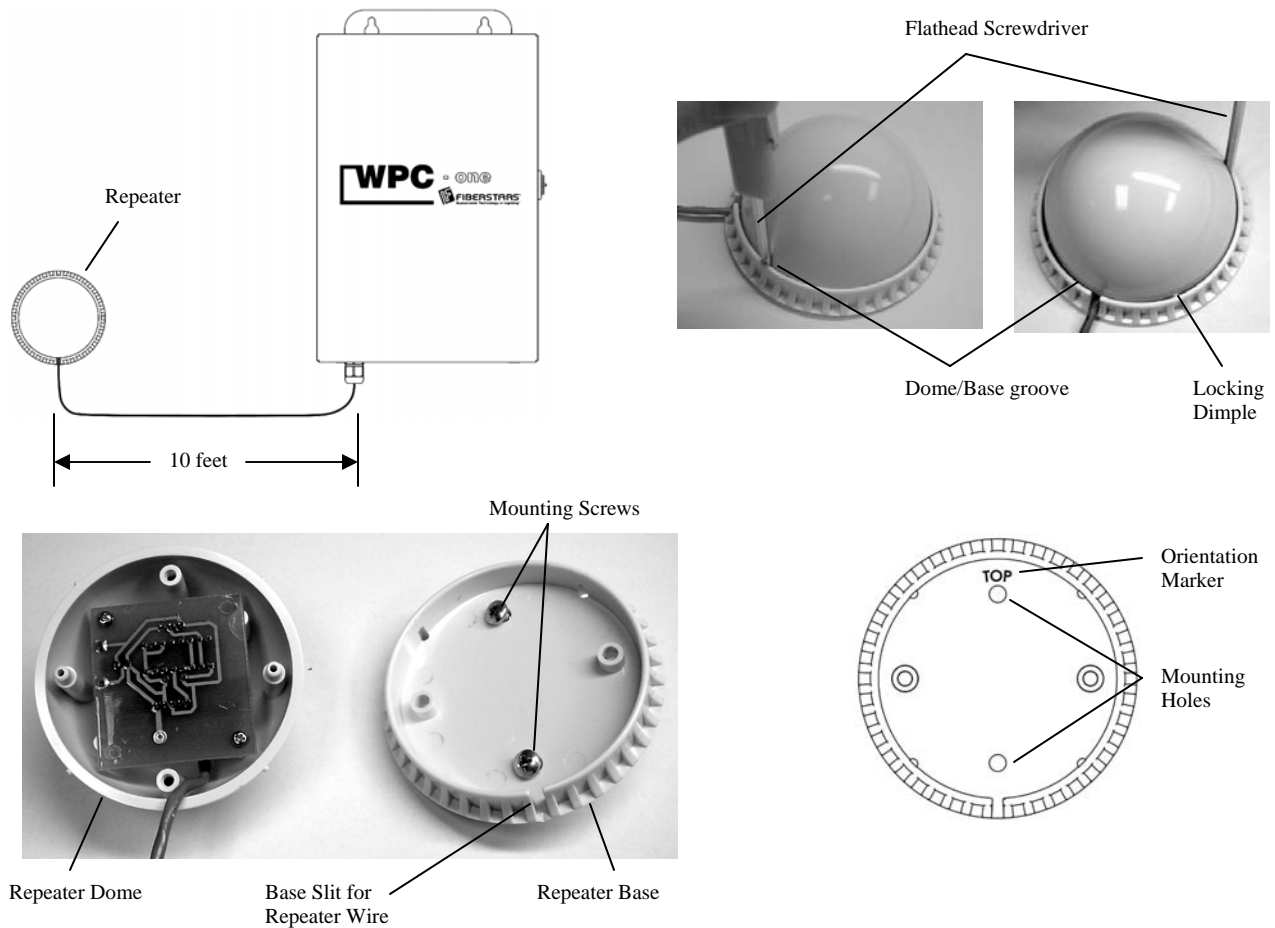 Flathead Screwdriver
WPC - one
FIBERSTARS
Repeater
Dome/Base groove
Locking
Dimple
10 feet
Mounting Screws
TOP
Orientation
Marker
Mounting
Holes
Repeater Dome
Base Slit for
Repeater Wire
Repeater Base